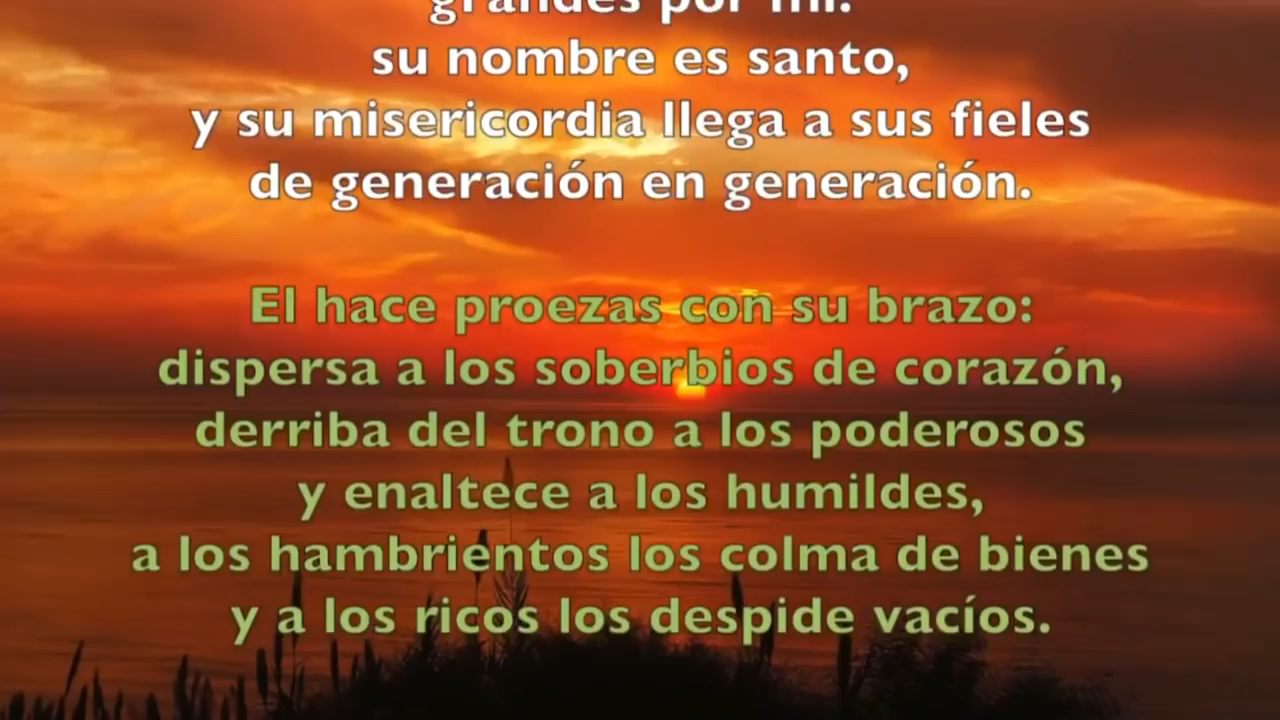 grandes por mí:
su nombre es santo,
y su misericordia llega a sus fieles
de generación en generación.
El hace proezas con su brazo:
dispersa a los soberbios de corazón,
derriba del trono a los poderosos
y enaltece a los humildes,
a los hambrientos los colma de bienes
y a los ricos los despide vacíos.